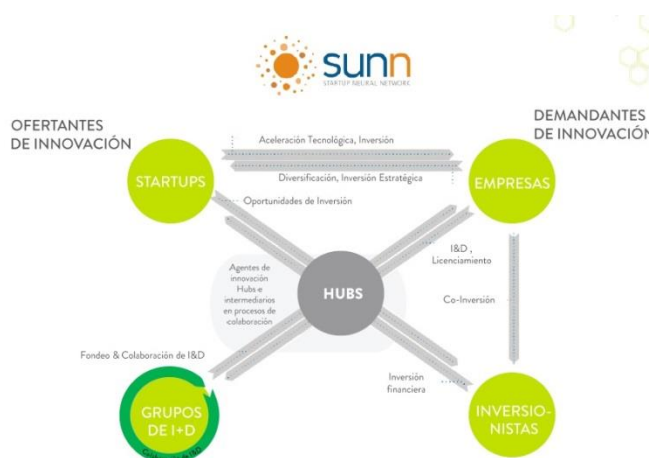 sunn
STARTUP NEURAL NETWORK
OFERTANTES
DE INNOVACIÓN
DEMANDANTES
DE INNOVACIÓN
Aceleración Tecnológica, Inversión
STARTUPS
EMPRESAS
Diversificación, Inversión Estratégica
Oportunidades de Inversión
I&D ,
Licenciamiento
Agentes de
innovación
Hubs e
intermediarios
en procesos de
colaboración
HUBS
Co-Inversión
Fondeo & Colaboración de I&D
Inversión
financiera
GRUPOS
DE I+D
INVERSIO-
NISTAS